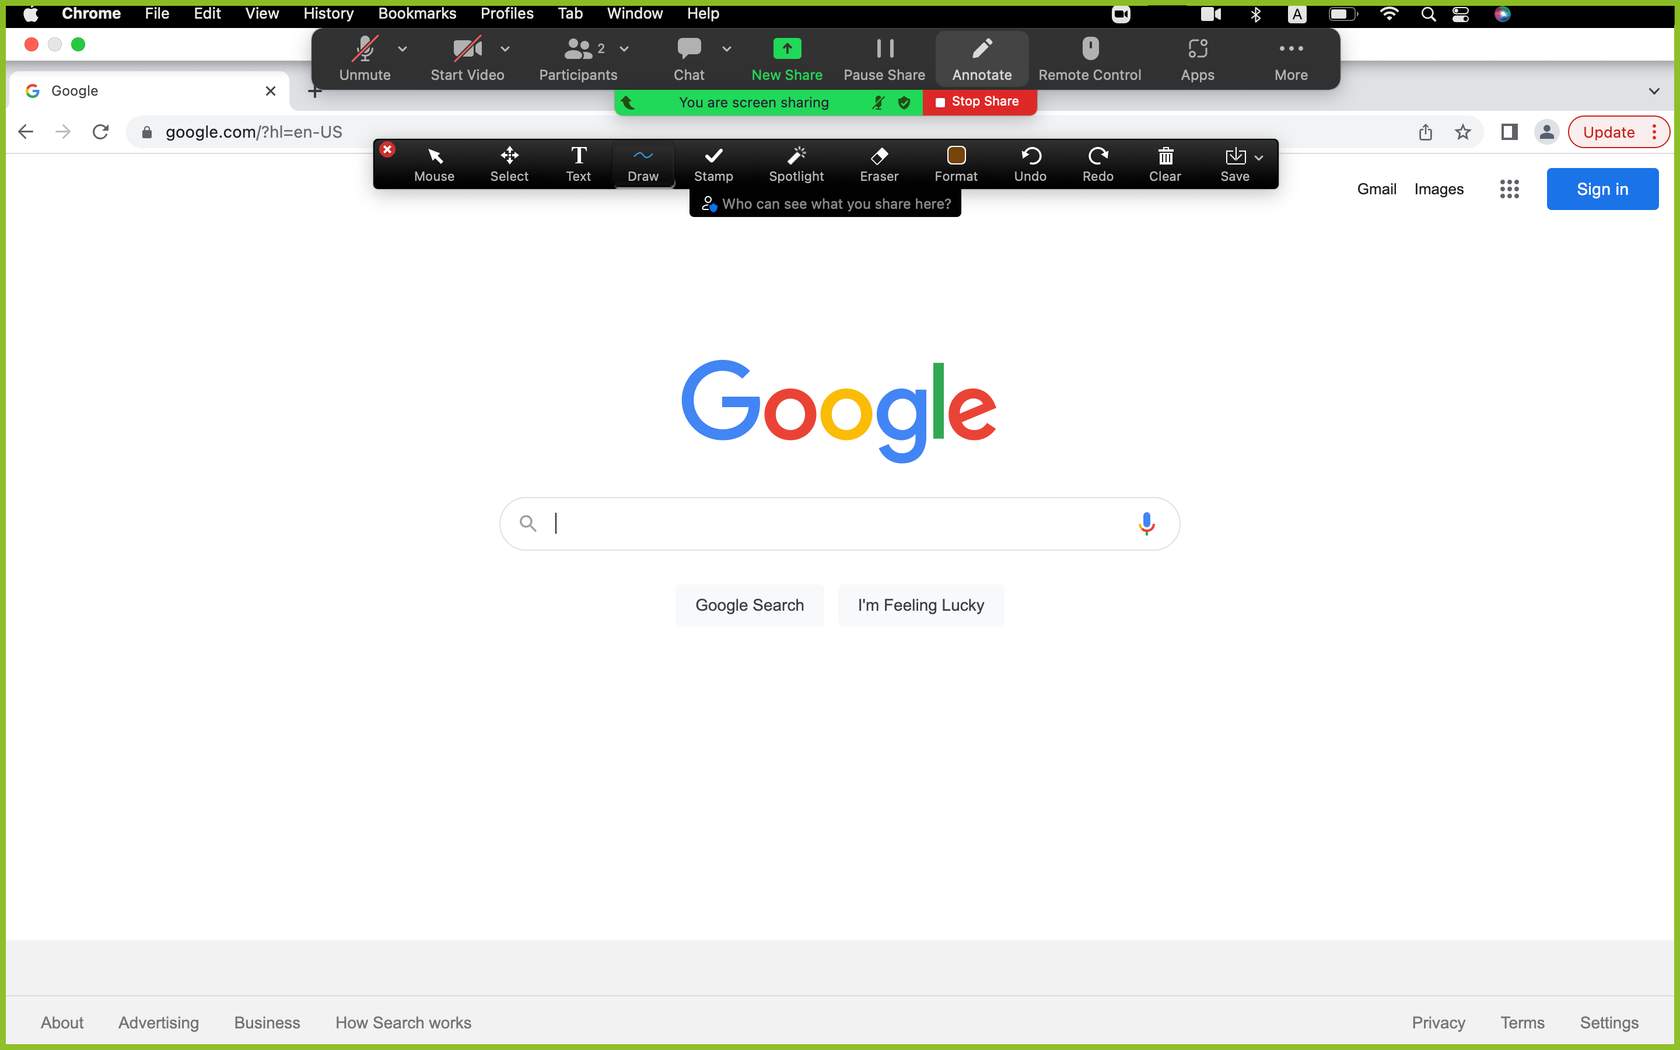 Chrome File Edit View History Bookmarks Profiles Tab Window Help A
Unmute Start Video Participants 2 Chat New Share Pause Share Annotate Remote Control Apps More
Google
You are screen sharing Stop Share
google.com/?hl=en-US Update
Mouse Select Text Draw Stamp Spotlight Eraser Format Undo Redo Clear Save
Who can see what you share here?
Gmail Images Sign in
Google
Google Search I'm Feeling Lucky
About Advertising Business How Search works Privacy Terms Settings